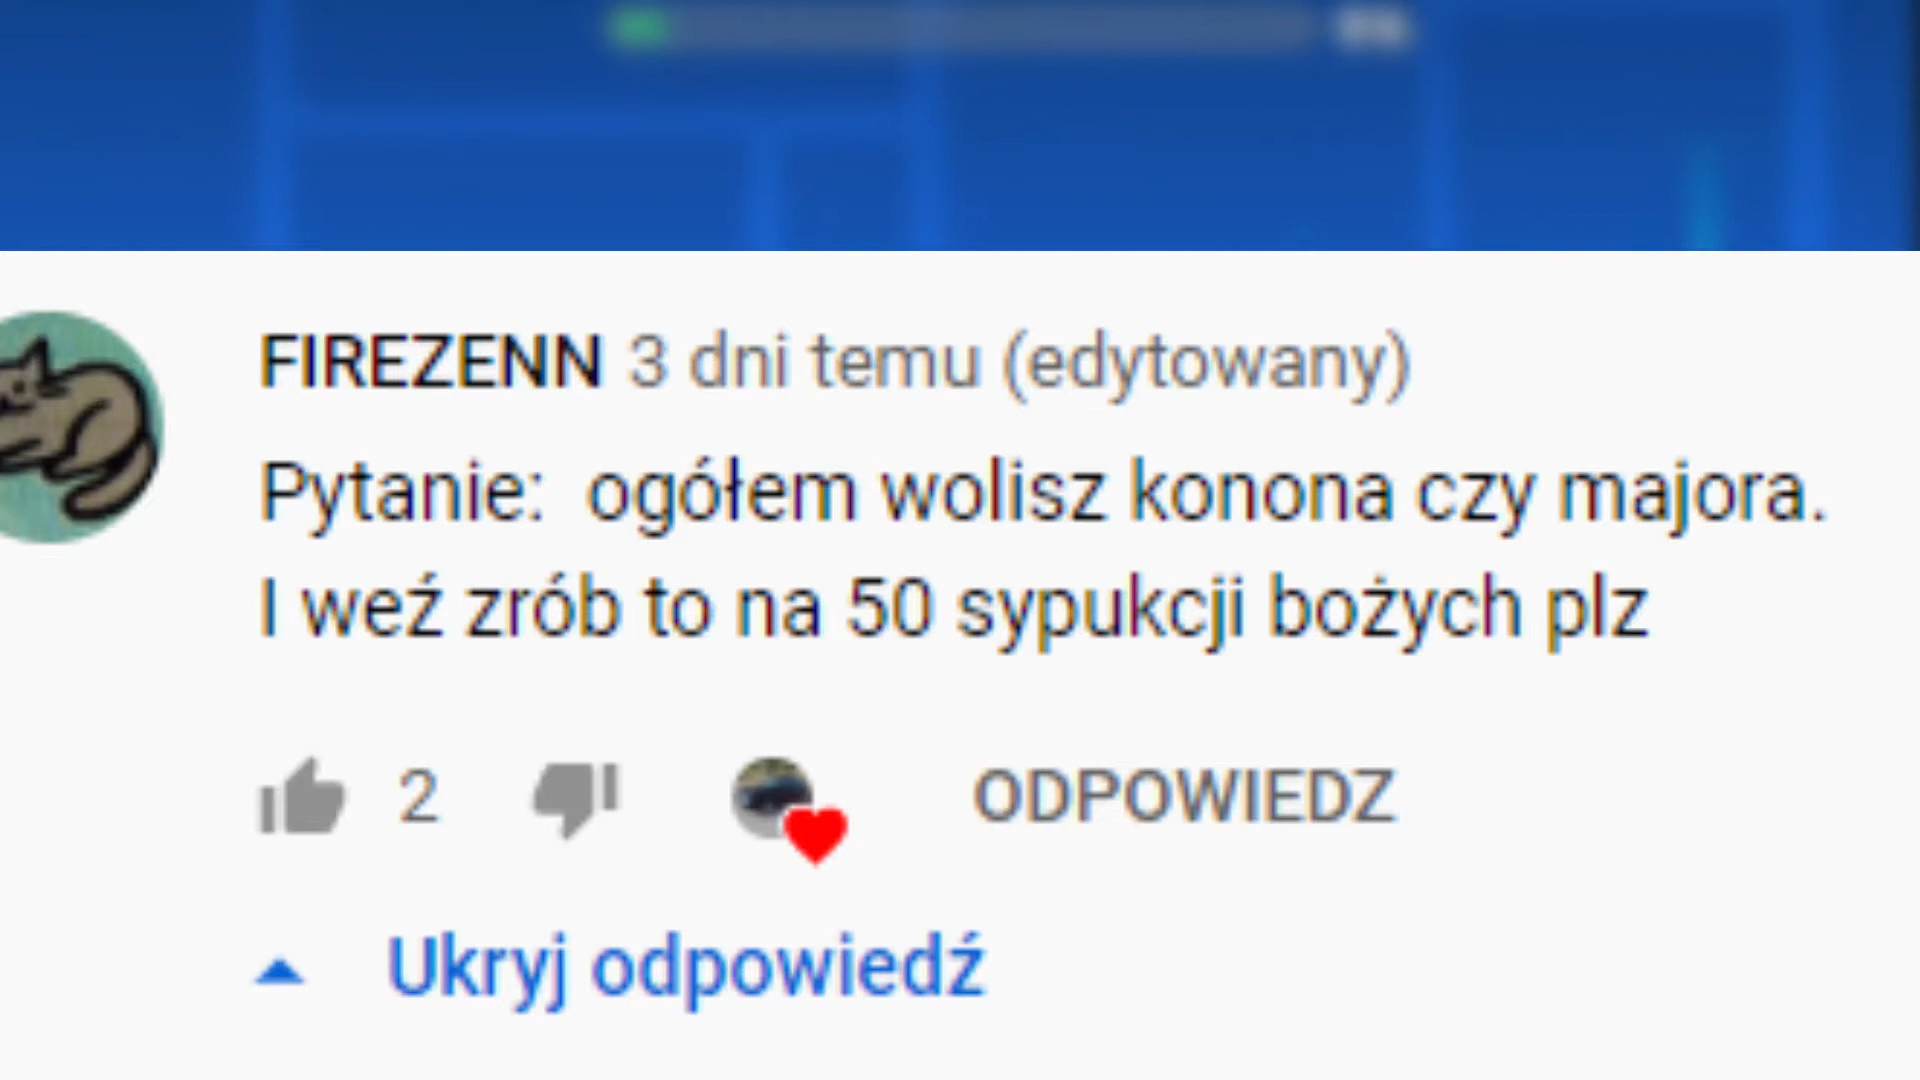 FIREZENN 3 dni temu (edytowany)
Pytanie: ogółem wolisz konona czy majora.
I weź zrób to na 50 sypukcji bożych plz
2 ODPOWIEDZ
Ukryj odpowiedź